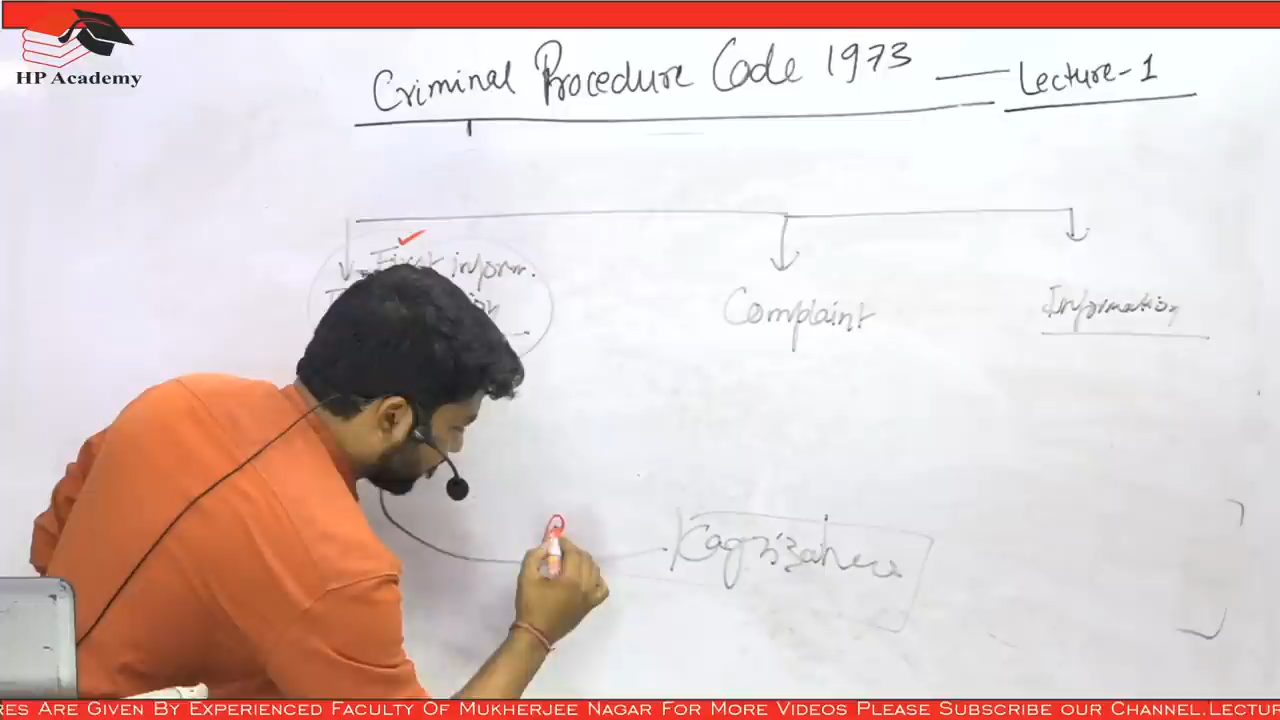 HP Academy
Criminal Procedure Code 1973 — Lecture-1
First inform.
Complaint
Information
RES ARE GIVEN BY EXPERIENCED FACULTY OF MUKHERJEE NAGAR FOR MORE VIDEOS PLEASE SUBSCRIBE OUR CHANNEL.LECTUR